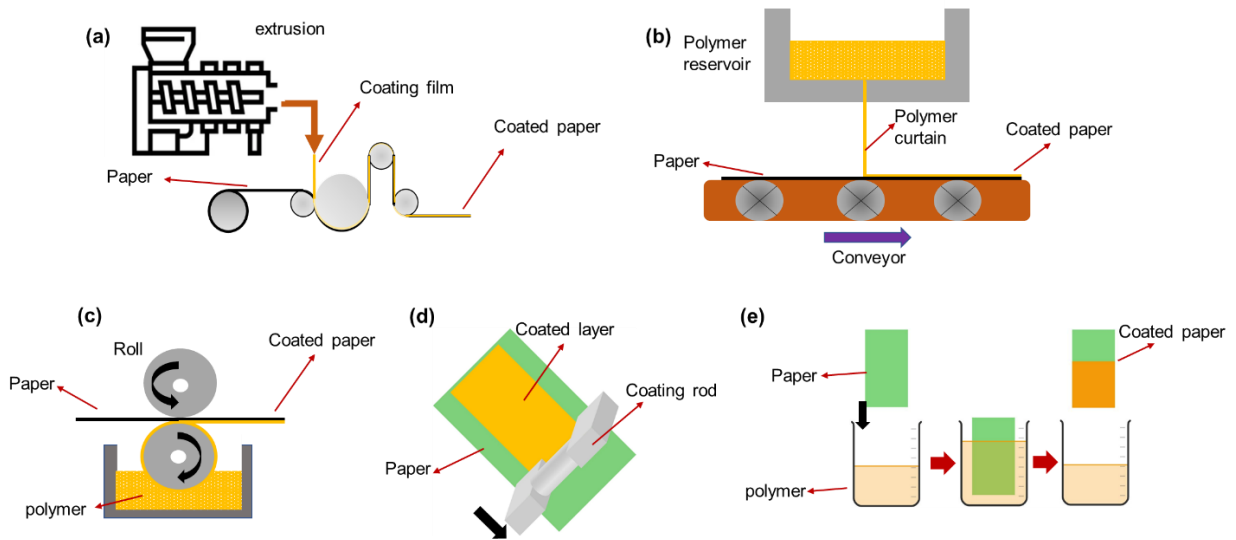 (a)
extrusion
Coating film
Coated paper
Paper
(b)
Polymer
reservoir
Polymer
curtain
Coated paper
Paper
Conveyor
(c)
Roll
Coated paper
Paper
polymer
(d)
Coated layer
Coating rod
Paper
(e)
Coated paper
Paper
polymer